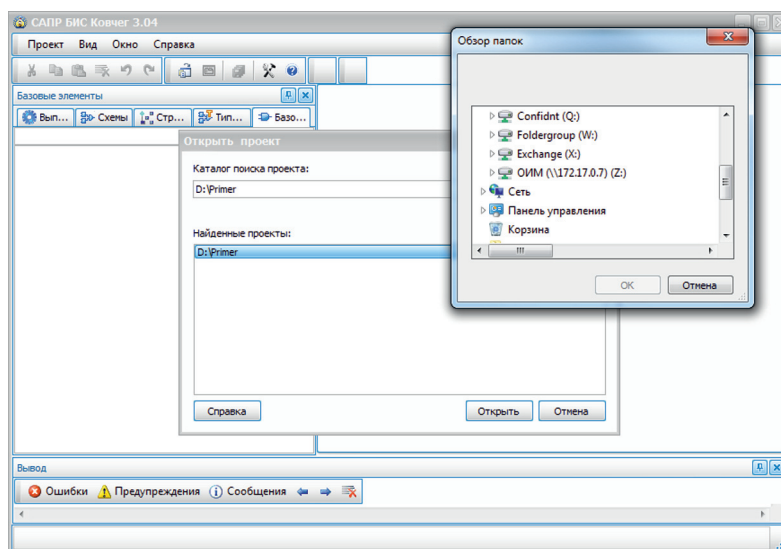 САПР БИС Ковчег 3.04
Проект Вид Окно Справка
Базовые элементы
Вып... Схемы Стр... Тип... Базо...
Открыть проект
Каталог поиска проекта:
D:\Primer
Найденные проекты:
D:\Primer
Справка Открыть Отмена
Обзор папок
Confidnt (Q:)
Foldergroup (W:)
Exchange (X:)
ОИМ (\\172.17.0.7) (Z:)
Сеть
Панель управления
Корзина
ОК Отмена
Вывод
Ошибки Предупреждения Сообщения